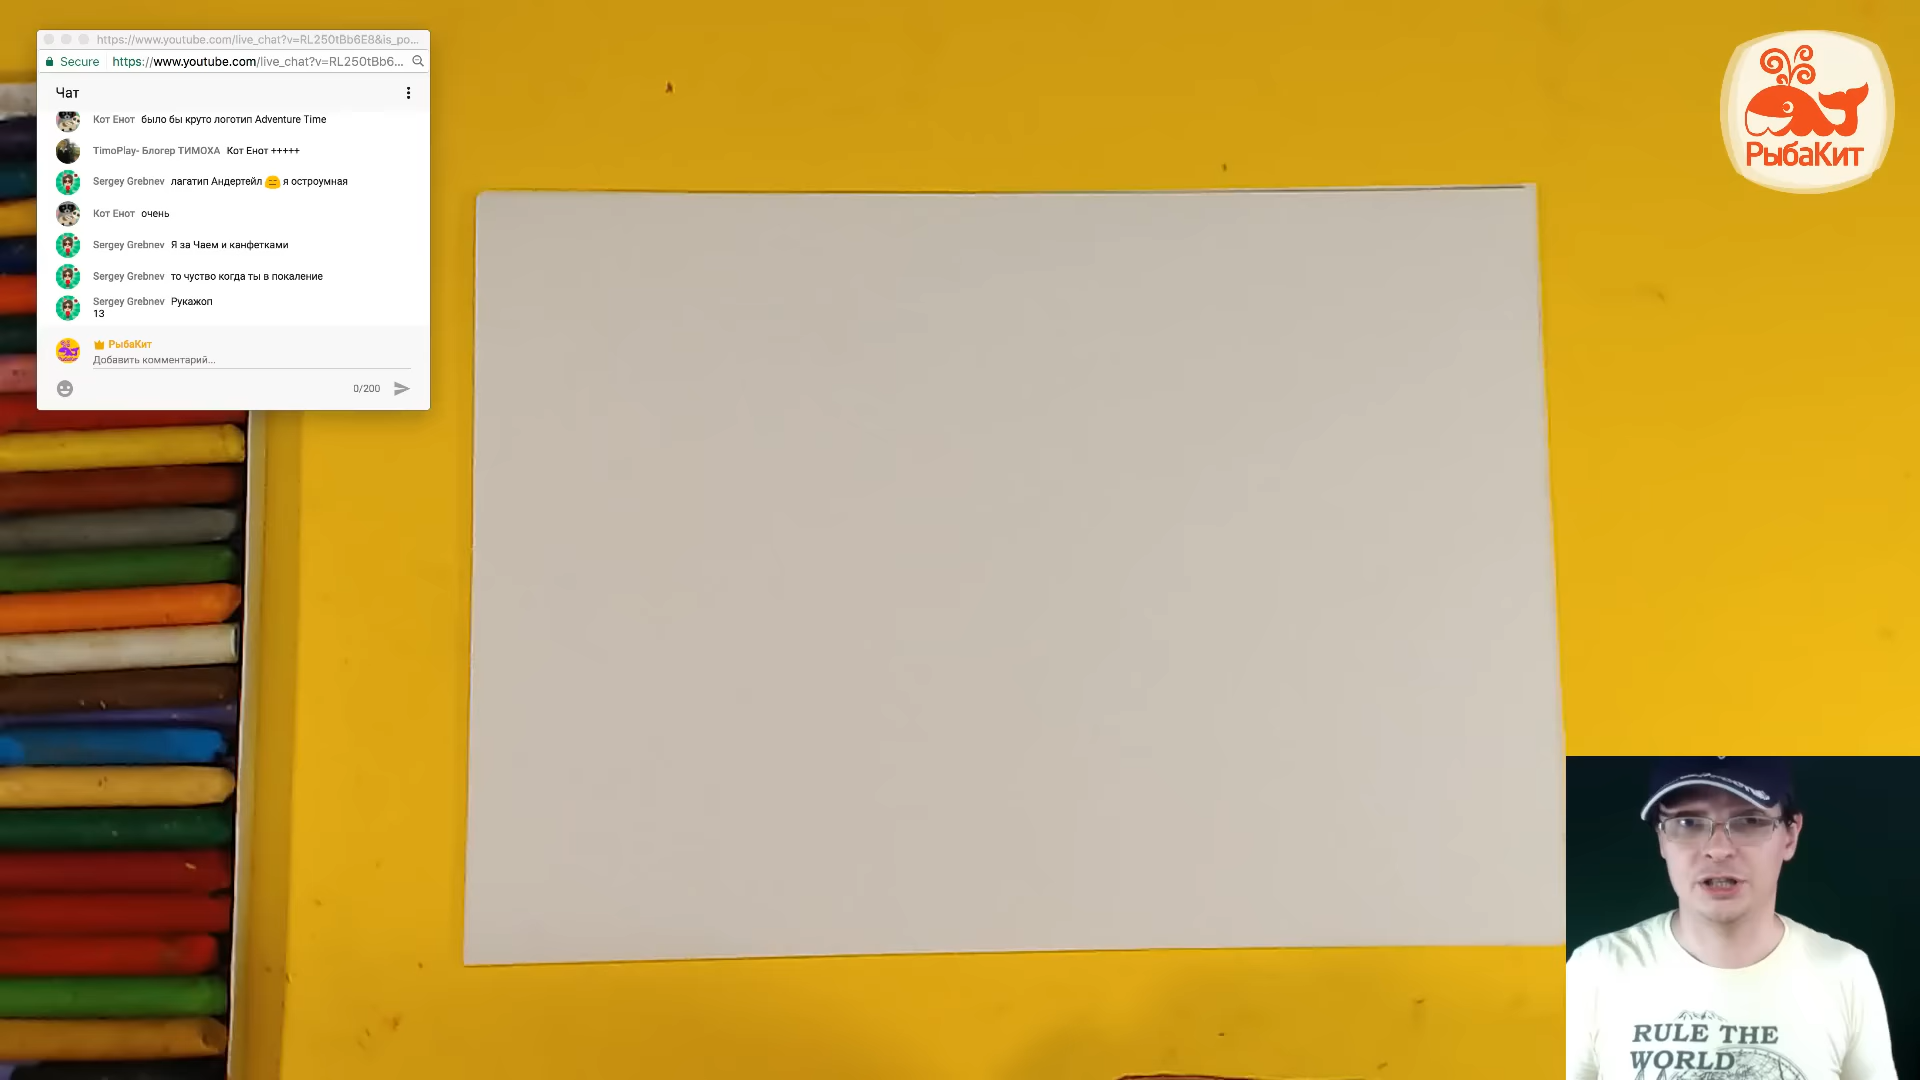 https://www.youtube.com/live_chat?v=RL250tBb6E8&is_po...
Secure https://www.youtube.com/live_chat?v=RL250tBb6...
Чат
Кот Енот было бы круто логотип Adventure Time
TimoPlay- Блогер ТИМОХА Кот Енот +++++
Sergey Grebnev лагатип Андертейл я остроумная
Кот Енот очень
Sergey Grebnev Я за Чаем и канфетками
Sergey Grebnev то чуство когда ты в покаление
Sergey Grebnev Рукажоп
13
РыбаКит
Добавить комментарий...
0/200
РыбаКит
RULE THE
WORLD